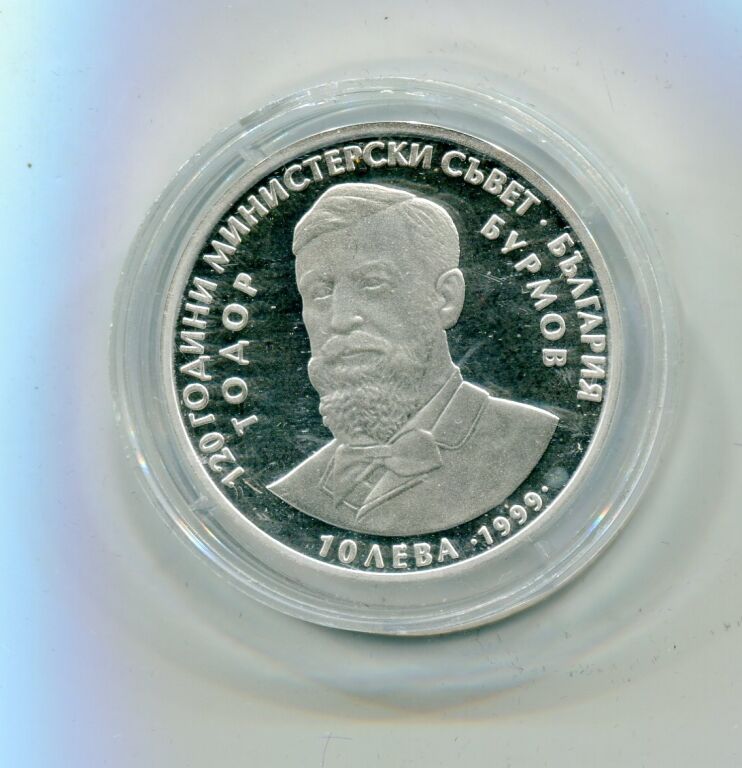 120 ГОДИНИ МИНИСТЕРСКИ СЪВЕТ · БЪЛГАРИЯ
ТОДОР
БУРМОВ
10 ЛЕВА · 1999 ·